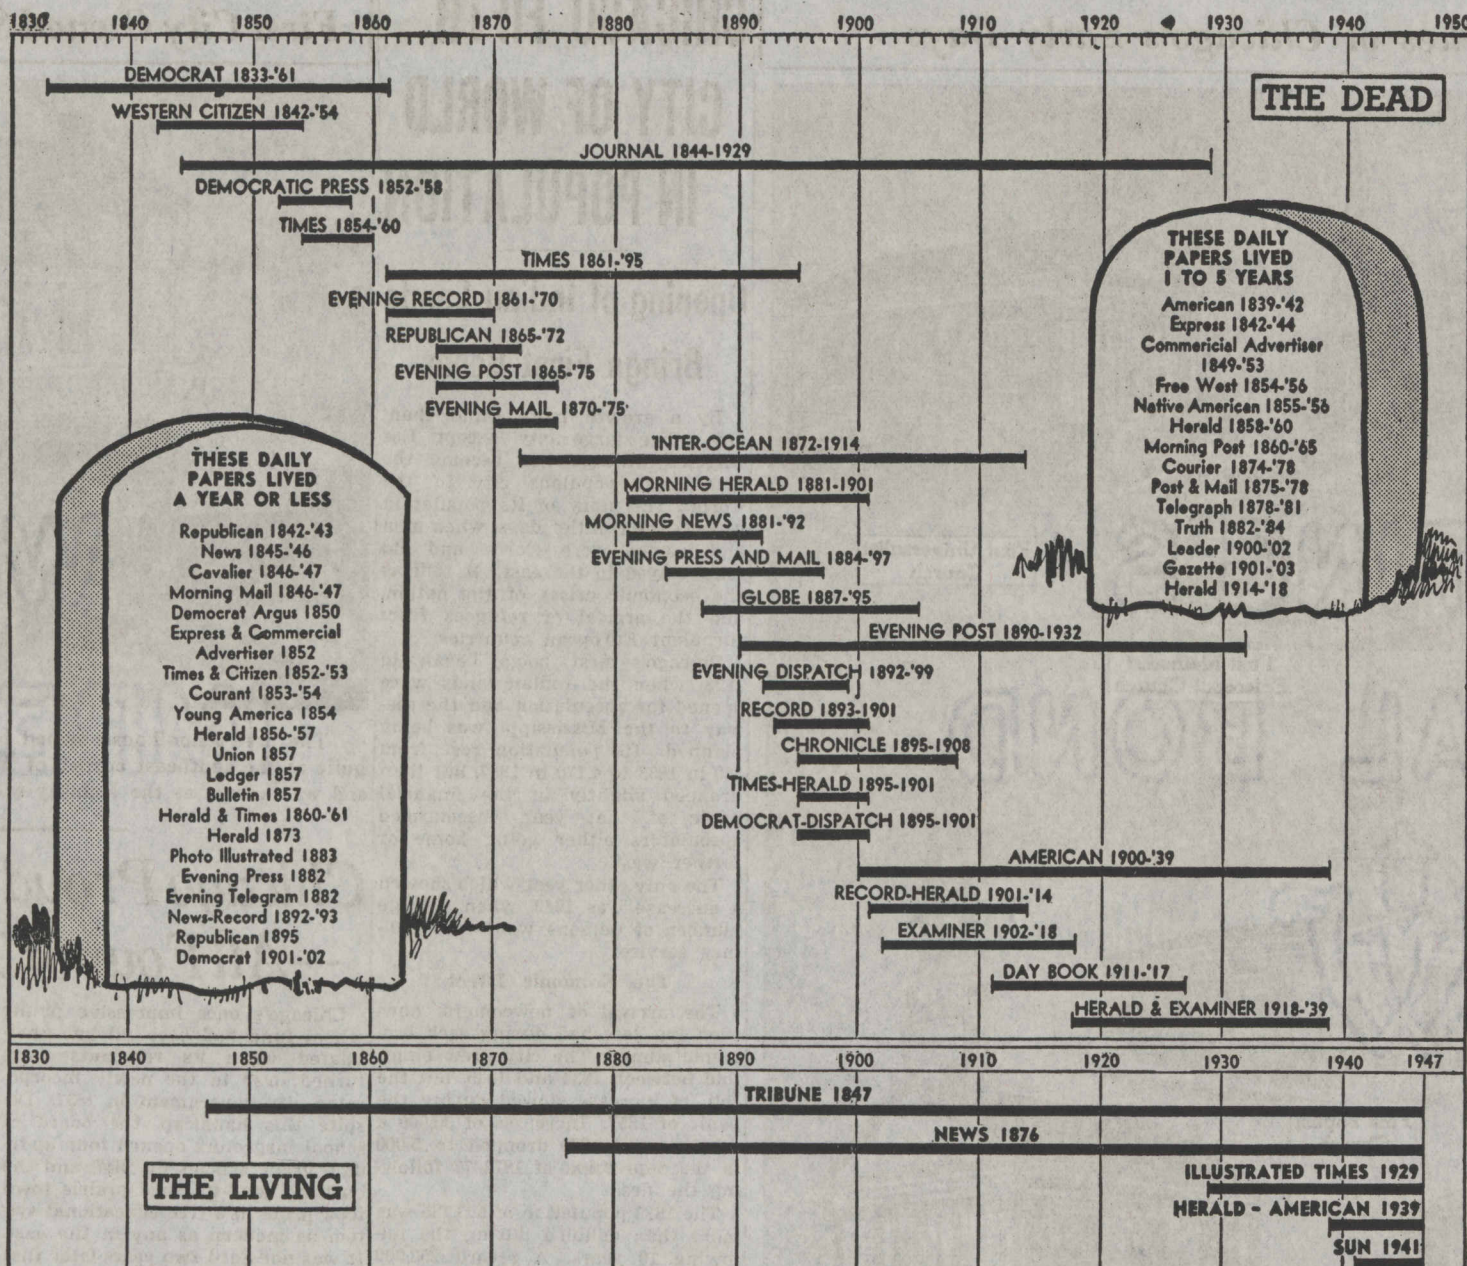 1830 1840 1850 1860 1870 1880 1890 1900 1910 1920 1930 1940 1950
DEMOCRAT 1833-'61
THE DEAD
WESTERN CITIZEN 1842-'54
JOURNAL 1844-1929
DEMOCRATIC PRESS 1852-'58
TIMES 1854-'60
TIMES 1861-'95
EVENING RECORD 1861-'70
REPUBLICAN 1865-'72
EVENING POST 1865-'75
EVENING MAIL 1870-'75
INTER-OCEAN 1872-1914
MORNING HERALD 1881-1901
MORNING NEWS 1881-'92
EVENING PRESS AND MAIL 1884-'97
GLOBE 1887-'95
EVENING POST 1890-1932
EVENING DISPATCH 1892-'99
RECORD 1893-1901
CHRONICLE 1895-1908
TIMES-HERALD 1895-1901
DEMOCRAT-DISPATCH 1895-1901
AMERICAN 1900-'39
RECORD-HERALD 1901-'14
EXAMINER 1902-'18
DAY BOOK 1911-'17
HERALD & EXAMINER 1918-'39
THESE DAILY
PAPERS LIVED
1 TO 5 YEARS
American 1839-'42
Express 1842-'44
Commericial Advertiser
1849-'53
Free West 1854-'56
Native American 1855-'56
Herald 1858-'60
Morning Post 1860-'65
Courier 1874-'78
Post & Mail 1875-'78
Telegraph 1878-'81
Truth 1882-'84
Leader 1900-'02
Gazette 1901-'03
Herald 1914-'18
THESE DAILY
PAPERS LIVED
A YEAR OR LESS
Republican 1842-'43
News 1845-'46
Cavalier 1846-'47
Morning Mail 1846-'47
Democrat Argus 1850
Express & Commercial
Advertiser 1852
Times & Citizen 1852-'53
Courant 1853-'54
Young America 1854
Herald 1856-'57
Union 1857
Ledger 1857
Bulletin 1857
Herald & Times 1860-'61
Herald 1873
Photo Illustrated 1883
Evening Press 1882
Evening Telegram 1882
News-Record 1892-'93
Republican 1895
Democrat 1901-'02
1830 1840 1850 1860 1870 1880 1890 1900 1910 1920 1930 1940 1947
TRIBUNE 1847
NEWS 1876
THE LIVING
ILLUSTRATED TIMES 1929
HERALD - AMERICAN 1939
SUN 1941